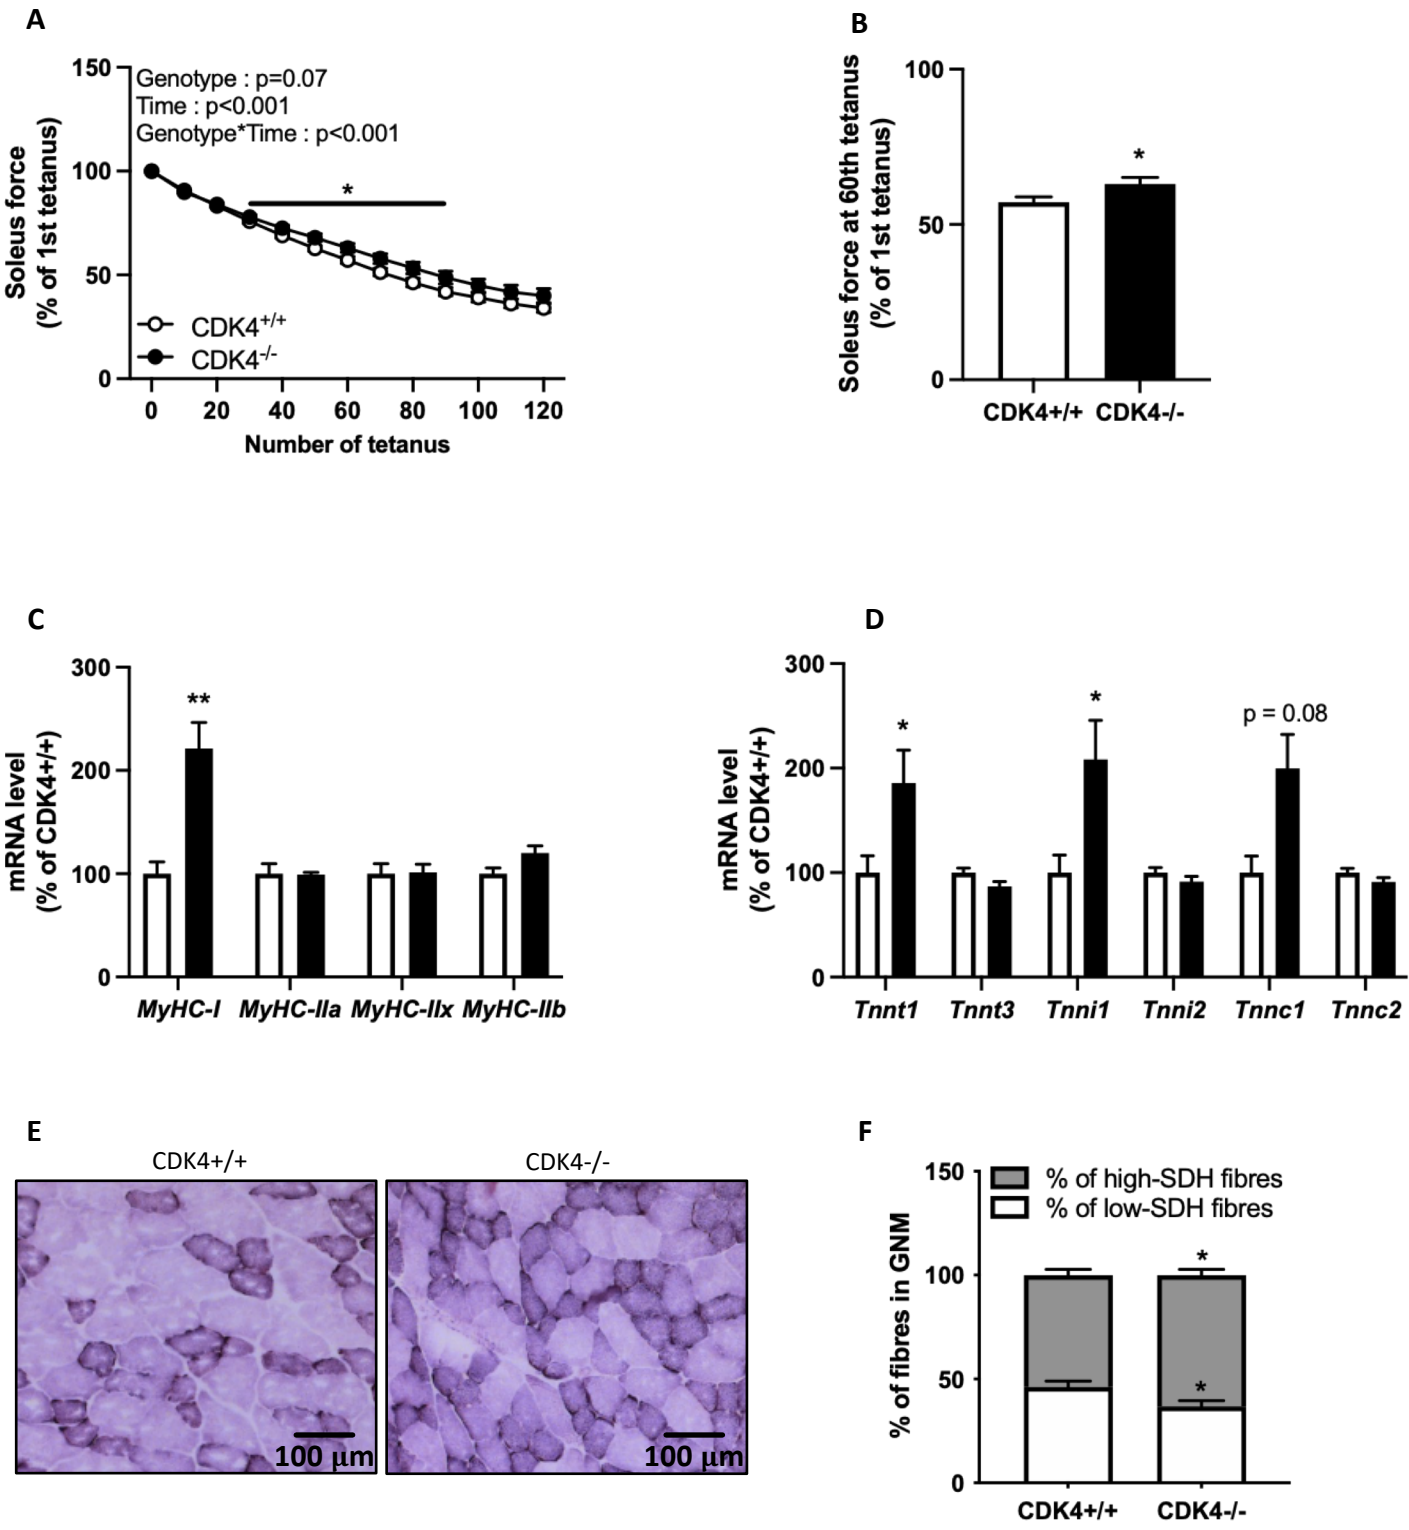 A
150
100
50
0
Soleus force
(% of 1st tetanus)
Genotype : p=0.07
Time : p<0.001
Genotype*Time : p<0.001
*
CDK4+/+
CDK4-/-
0 20 40 60 80 100 120
Number of tetanus
B
Soleus force at 60th tetanus
(% of 1st tetanus)
100
50
0
*
CDK4+/+ CDK4-/-
C
mRNA level
(% of CDK4+/+)
300
200
100
0
**
MyHC-I MyHC-IIa MyHC-IIx MyHC-IIb
D
mRNA level
(% of CDK4+/+)
300
200
100
0
*
*
p = 0.08
Tnnt1 Tnnt3 Tnni1 Tnni2 Tnnc1 Tnnc2
E
CDK4+/+
CDK4-/-
100 µm
100 µm
F
% of fibres in GNM
150
100
50
0
% of high-SDH fibres
% of low-SDH fibres
*
*
CDK4+/+ CDK4-/-